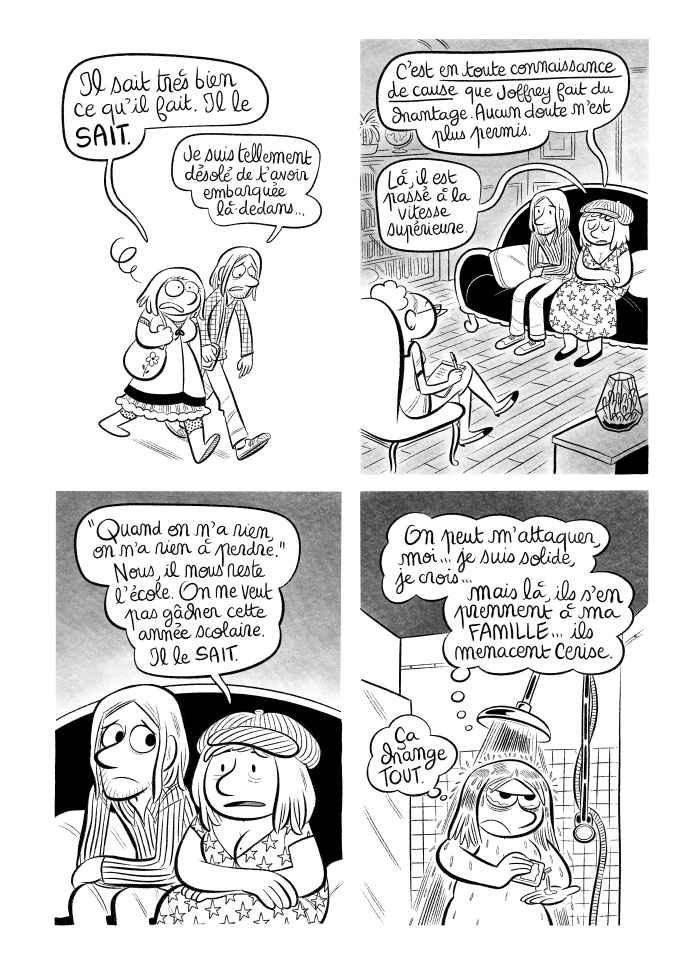 Il sait très bien
ce qu'il fait. Il le
SAIT.
Je suis tellement
désolé de t'avoir
embarquée
là-dedans...
C'est en toute connaissance
de cause que Joffrey fait du
chantage. Aucun doute n'est
plus permis.
Là, il est
passé à la
vitesse
supérieure.
"Quand on n'a rien,
on n'a rien à perdre."
Nous, il nous reste
l'école. On ne veut
pas gâcher cette
année scolaire.
Il le SAIT.
On peut m'attaquer,
moi... je suis solide,
je crois...
mais là, ils s'en
prennent à ma
FAMILLE... ils
menacent Cerise.
Ça
change
TOUT.